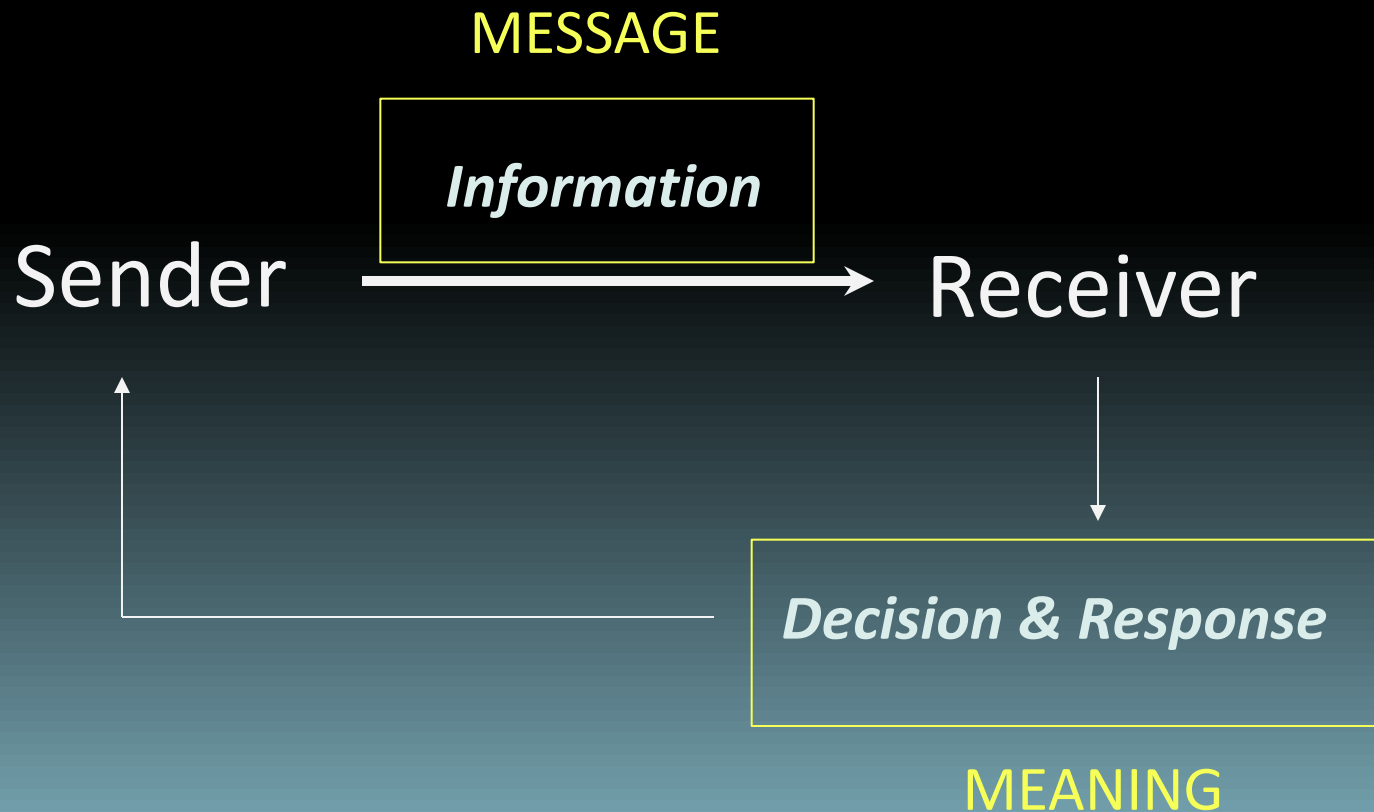 MESSAGE
Information
Sender
Receiver
Decision & Response
MEANING